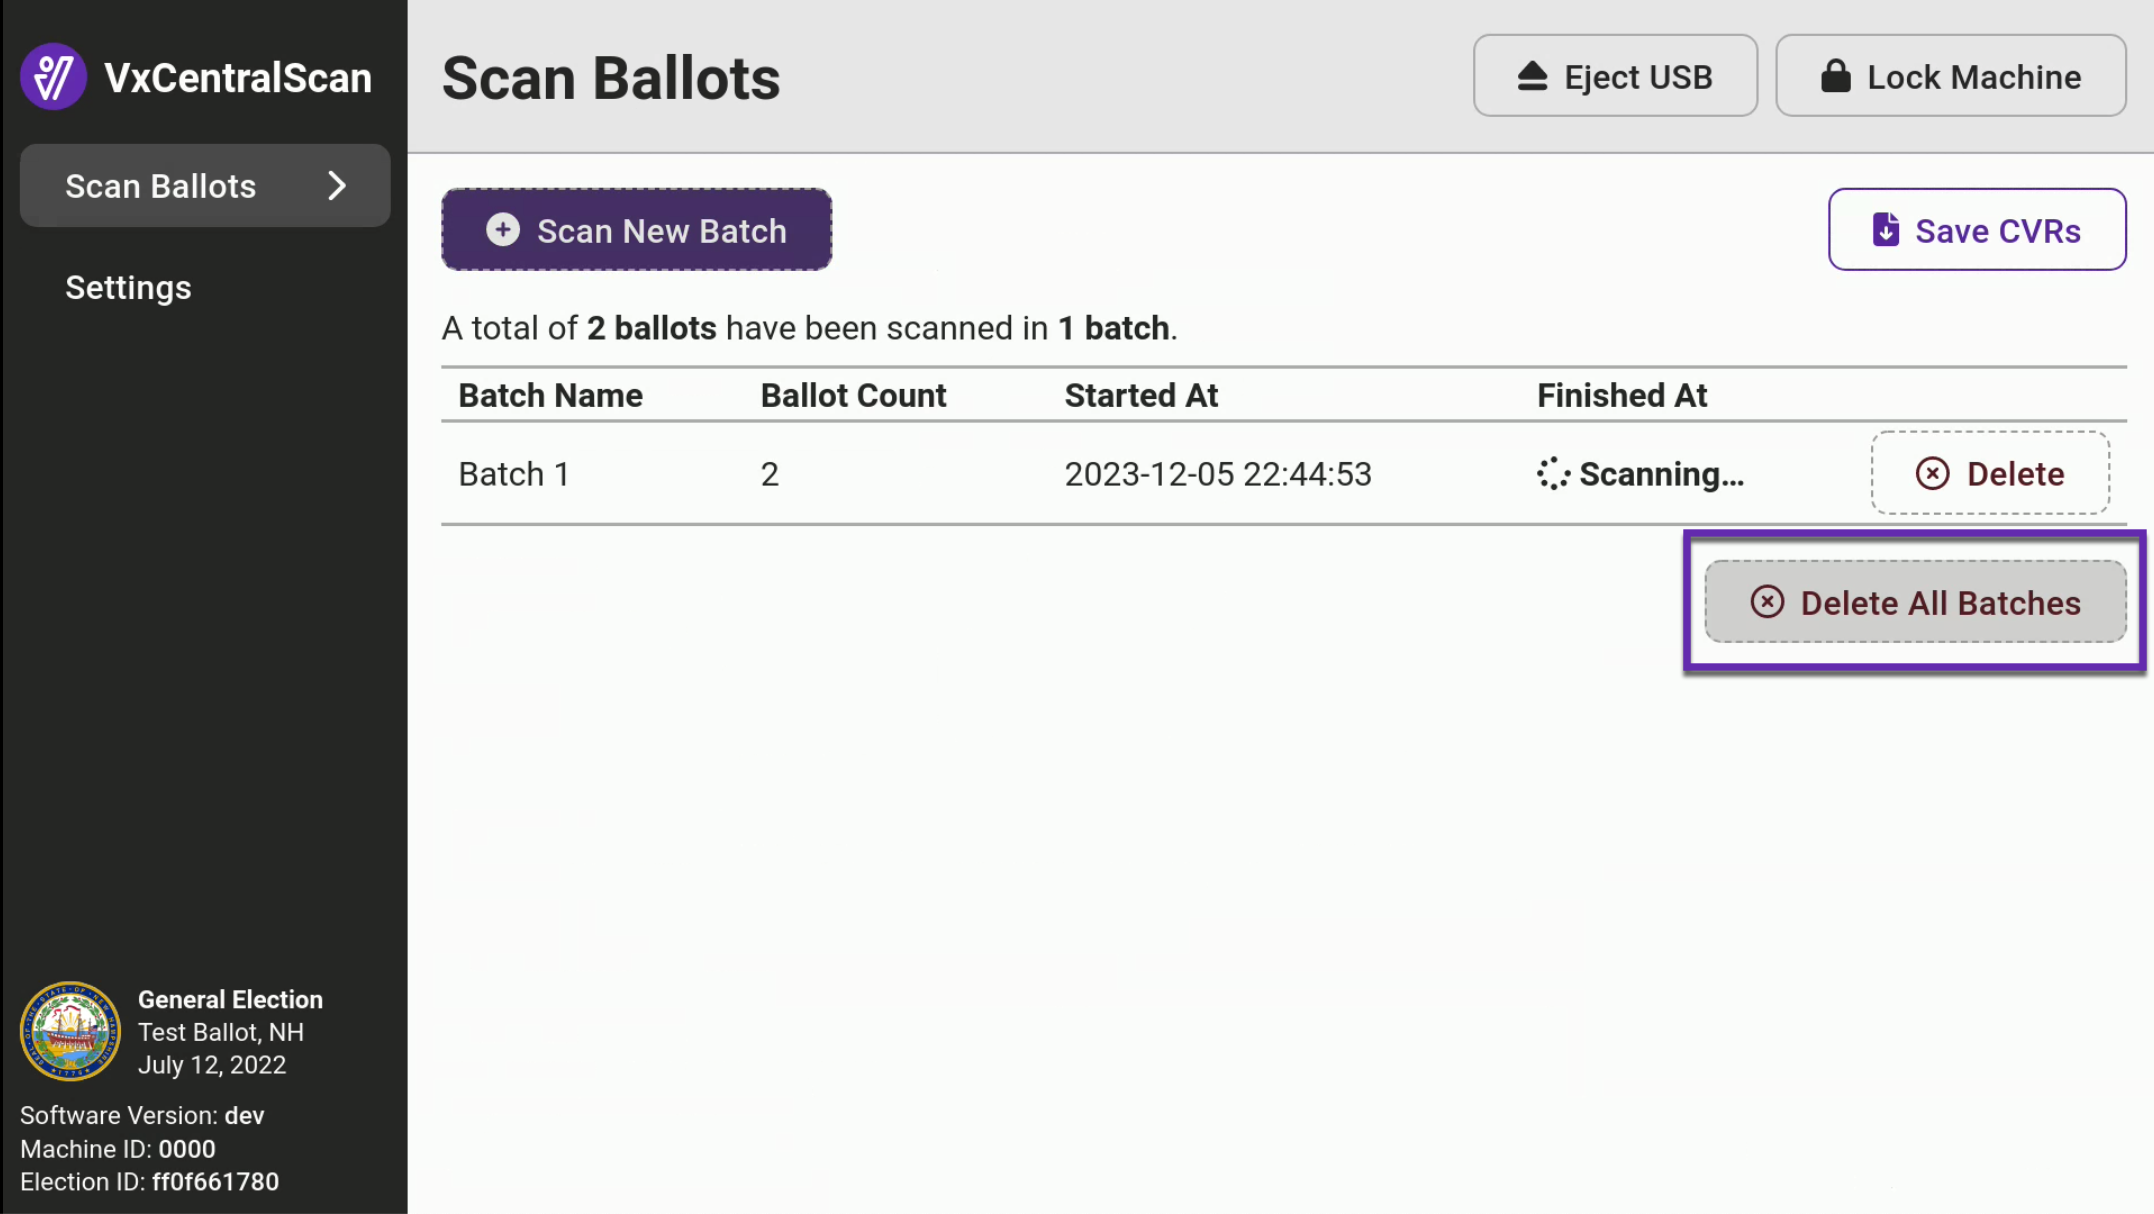 VxCentralScan
Scan Ballots
Settings
General Election
Test Ballot, NH
July 12, 2022
Software Version: dev
Machine ID: 0000
Election ID: ff0f661780
Scan Ballots
Eject USB
Lock Machine
Scan New Batch
Save CVRs
A total of 2 ballots have been scanned in 1 batch.
Batch Name Ballot Count Started At Finished At
Batch 1 2 2023-12-05 22:44:53 Scanning… Delete
Delete All Batches